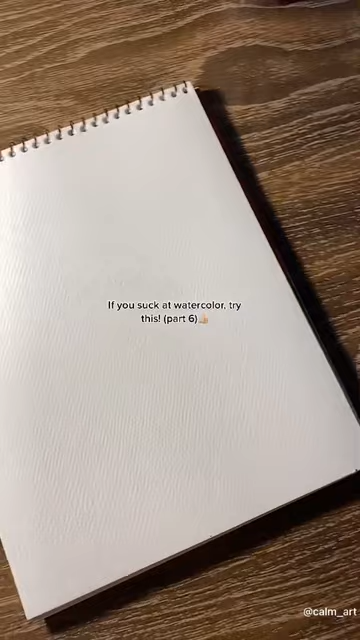 If you suck at watercolor, try
this! (part 6)👍🏼
@calm_art